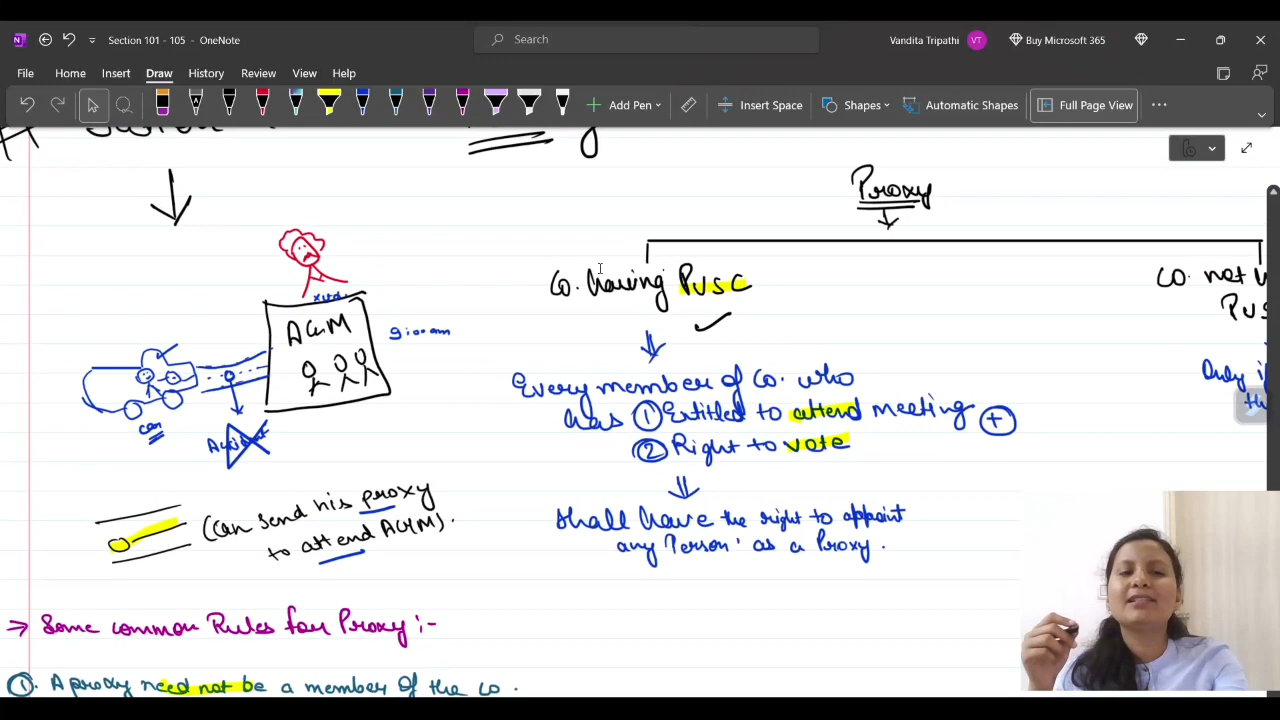 Section 101 - 105 - OneNote
Search
Vandita Tripathi
VT
Buy Microsoft 365
File Home Insert Draw History Review View Help
Add Pen
Insert Space
Shapes
Automatic Shapes
Full Page View
Proxy
Co. having PUSC
Co. not
AGM
9:00 am
car
Accident
Every member of Co. who
has ① Entitled to attend meeting +
② Right to vote
Only
shall have the right to appoint
any 'Person' as a Proxy.
(Can send his proxy
to attend AGM).
→ Some common Rules for Proxy :-
①. A proxy need not be a member of the co.